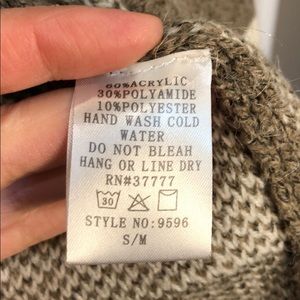 60%ACRYLIC
30%POLYAMIDE
10%POLYESTER
HAND WASH COLD
WATER
DO NOT BLEAH
HANG OR LINE DRY
RN#37777
30
STYLE NO:9596
S/M